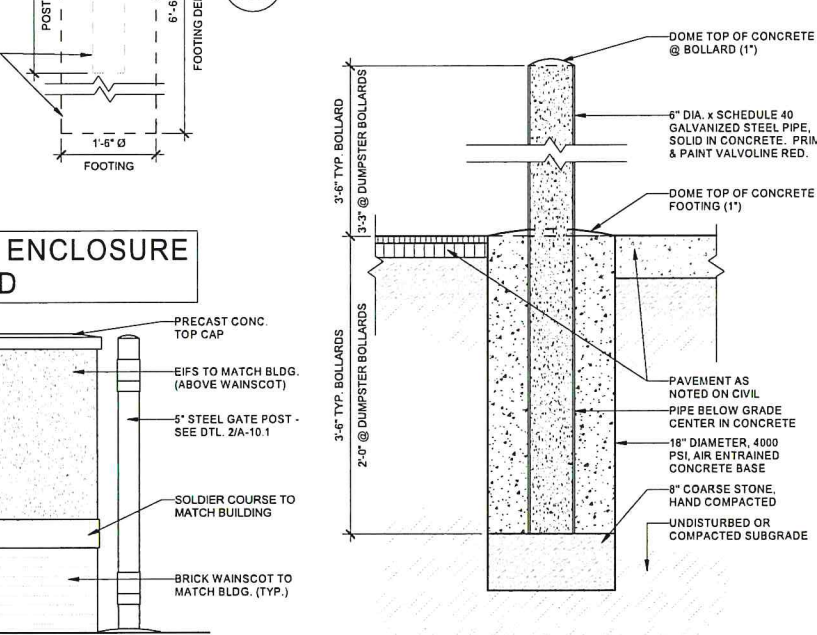 POST
6'-6
1'-6" Ø
FOOTING
ENCLOSURE
PRECAST CONC.
TOP CAP
EIFS TO MATCH BLDG.
(ABOVE WAINSCOT)
5" STEEL GATE POST -
SEE DTL. 2/A-10.1
SOLDIER COURSE TO
MATCH BUILDING
BRICK WAINSCOT TO
MATCH BLDG. (TYP.)
3'-6" TYP. BOLLARD
3'-3" @ DUMPSTER BOLLARDS
3'-6" TYP. BOLLARDS
2'-0" @ DUMPSTER BOLLARDS
DOME TOP OF CONCRETE
@ BOLLARD (1")
6" DIA. x SCHEDULE 40
GALVANIZED STEEL PIPE,
SOLID IN CONCRETE. PRIM
& PAINT VALVOLINE RED.
DOME TOP OF CONCRETE
FOOTING (1")
PAVEMENT AS
NOTED ON CIVIL
PIPE BELOW GRADE
CENTER IN CONCRETE
18" DIAMETER, 4000
PSI, AIR ENTRAINED
CONCRETE BASE
8" COARSE STONE,
HAND COMPACTED
UNDISTURBED OR
COMPACTED SUBGRADE